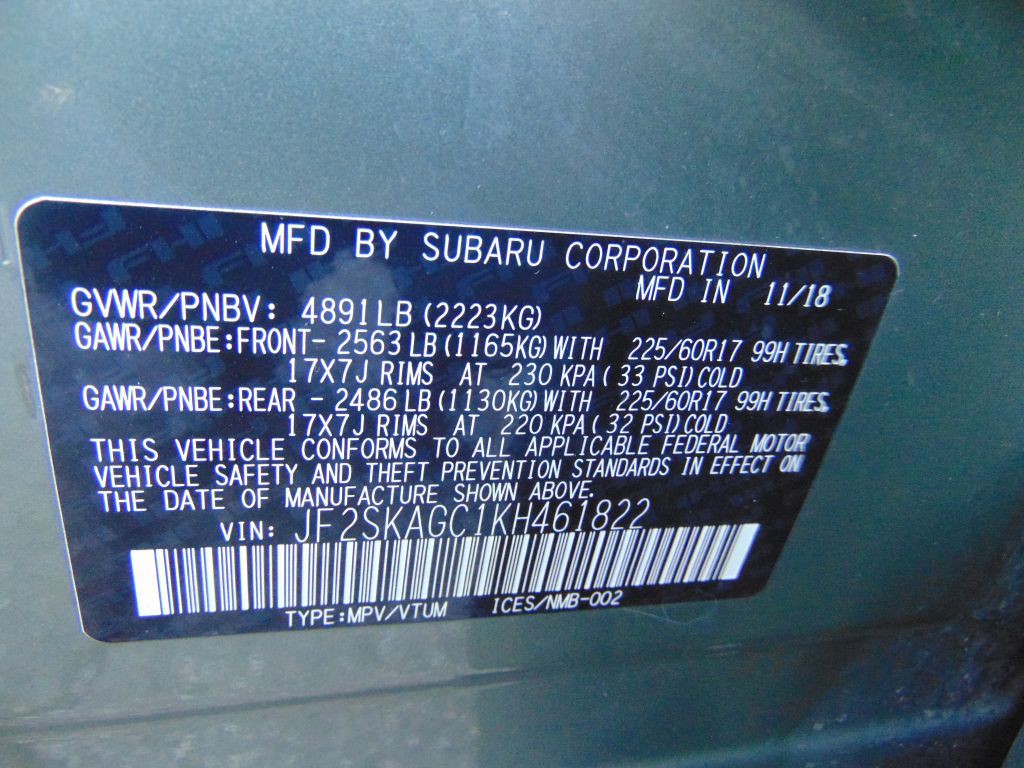 MFD BY SUBARU CORPORATION
MFD IN 11/18
GVWR/PNBV: 4891LB (2223KG)
GAWR/PNBE:FRONT- 2563 LB (1165KG) WITH 225/60R17 99H TIRES,
17X7J RIMS AT 230 KPA ( 33 PSI) COLD
GAWR/PNBE:REAR - 2486 LB (1130KG) WITH 225/60R17 99H TIRES,
17X7J RIMS AT 220 KPA ( 32 PSI) COLD
THIS VEHICLE CONFORMS TO ALL APPLICABLE FEDERAL MOTOR
VEHICLE SAFETY AND THEFT PREVENTION STANDARDS IN EFFECT ON
THE DATE OF MANUFACTURE SHOWN ABOVE.
VIN: JF2SKAGC1KH461822
TYPE:MPV/VTUM ICES/NMB-002